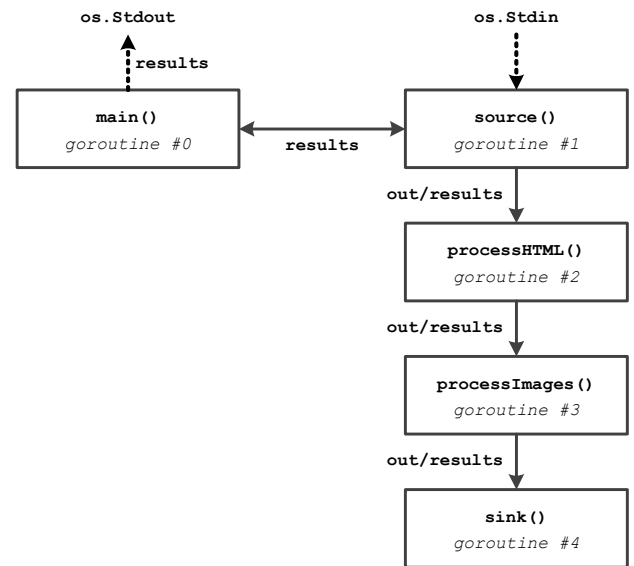 os.Stdout
os.Stdin
results
main()
goroutine #0
results
source()
goroutine #1
out/results
processHTML()
goroutine #2
out/results
processImages()
goroutine #3
out/results
sink()
goroutine #4